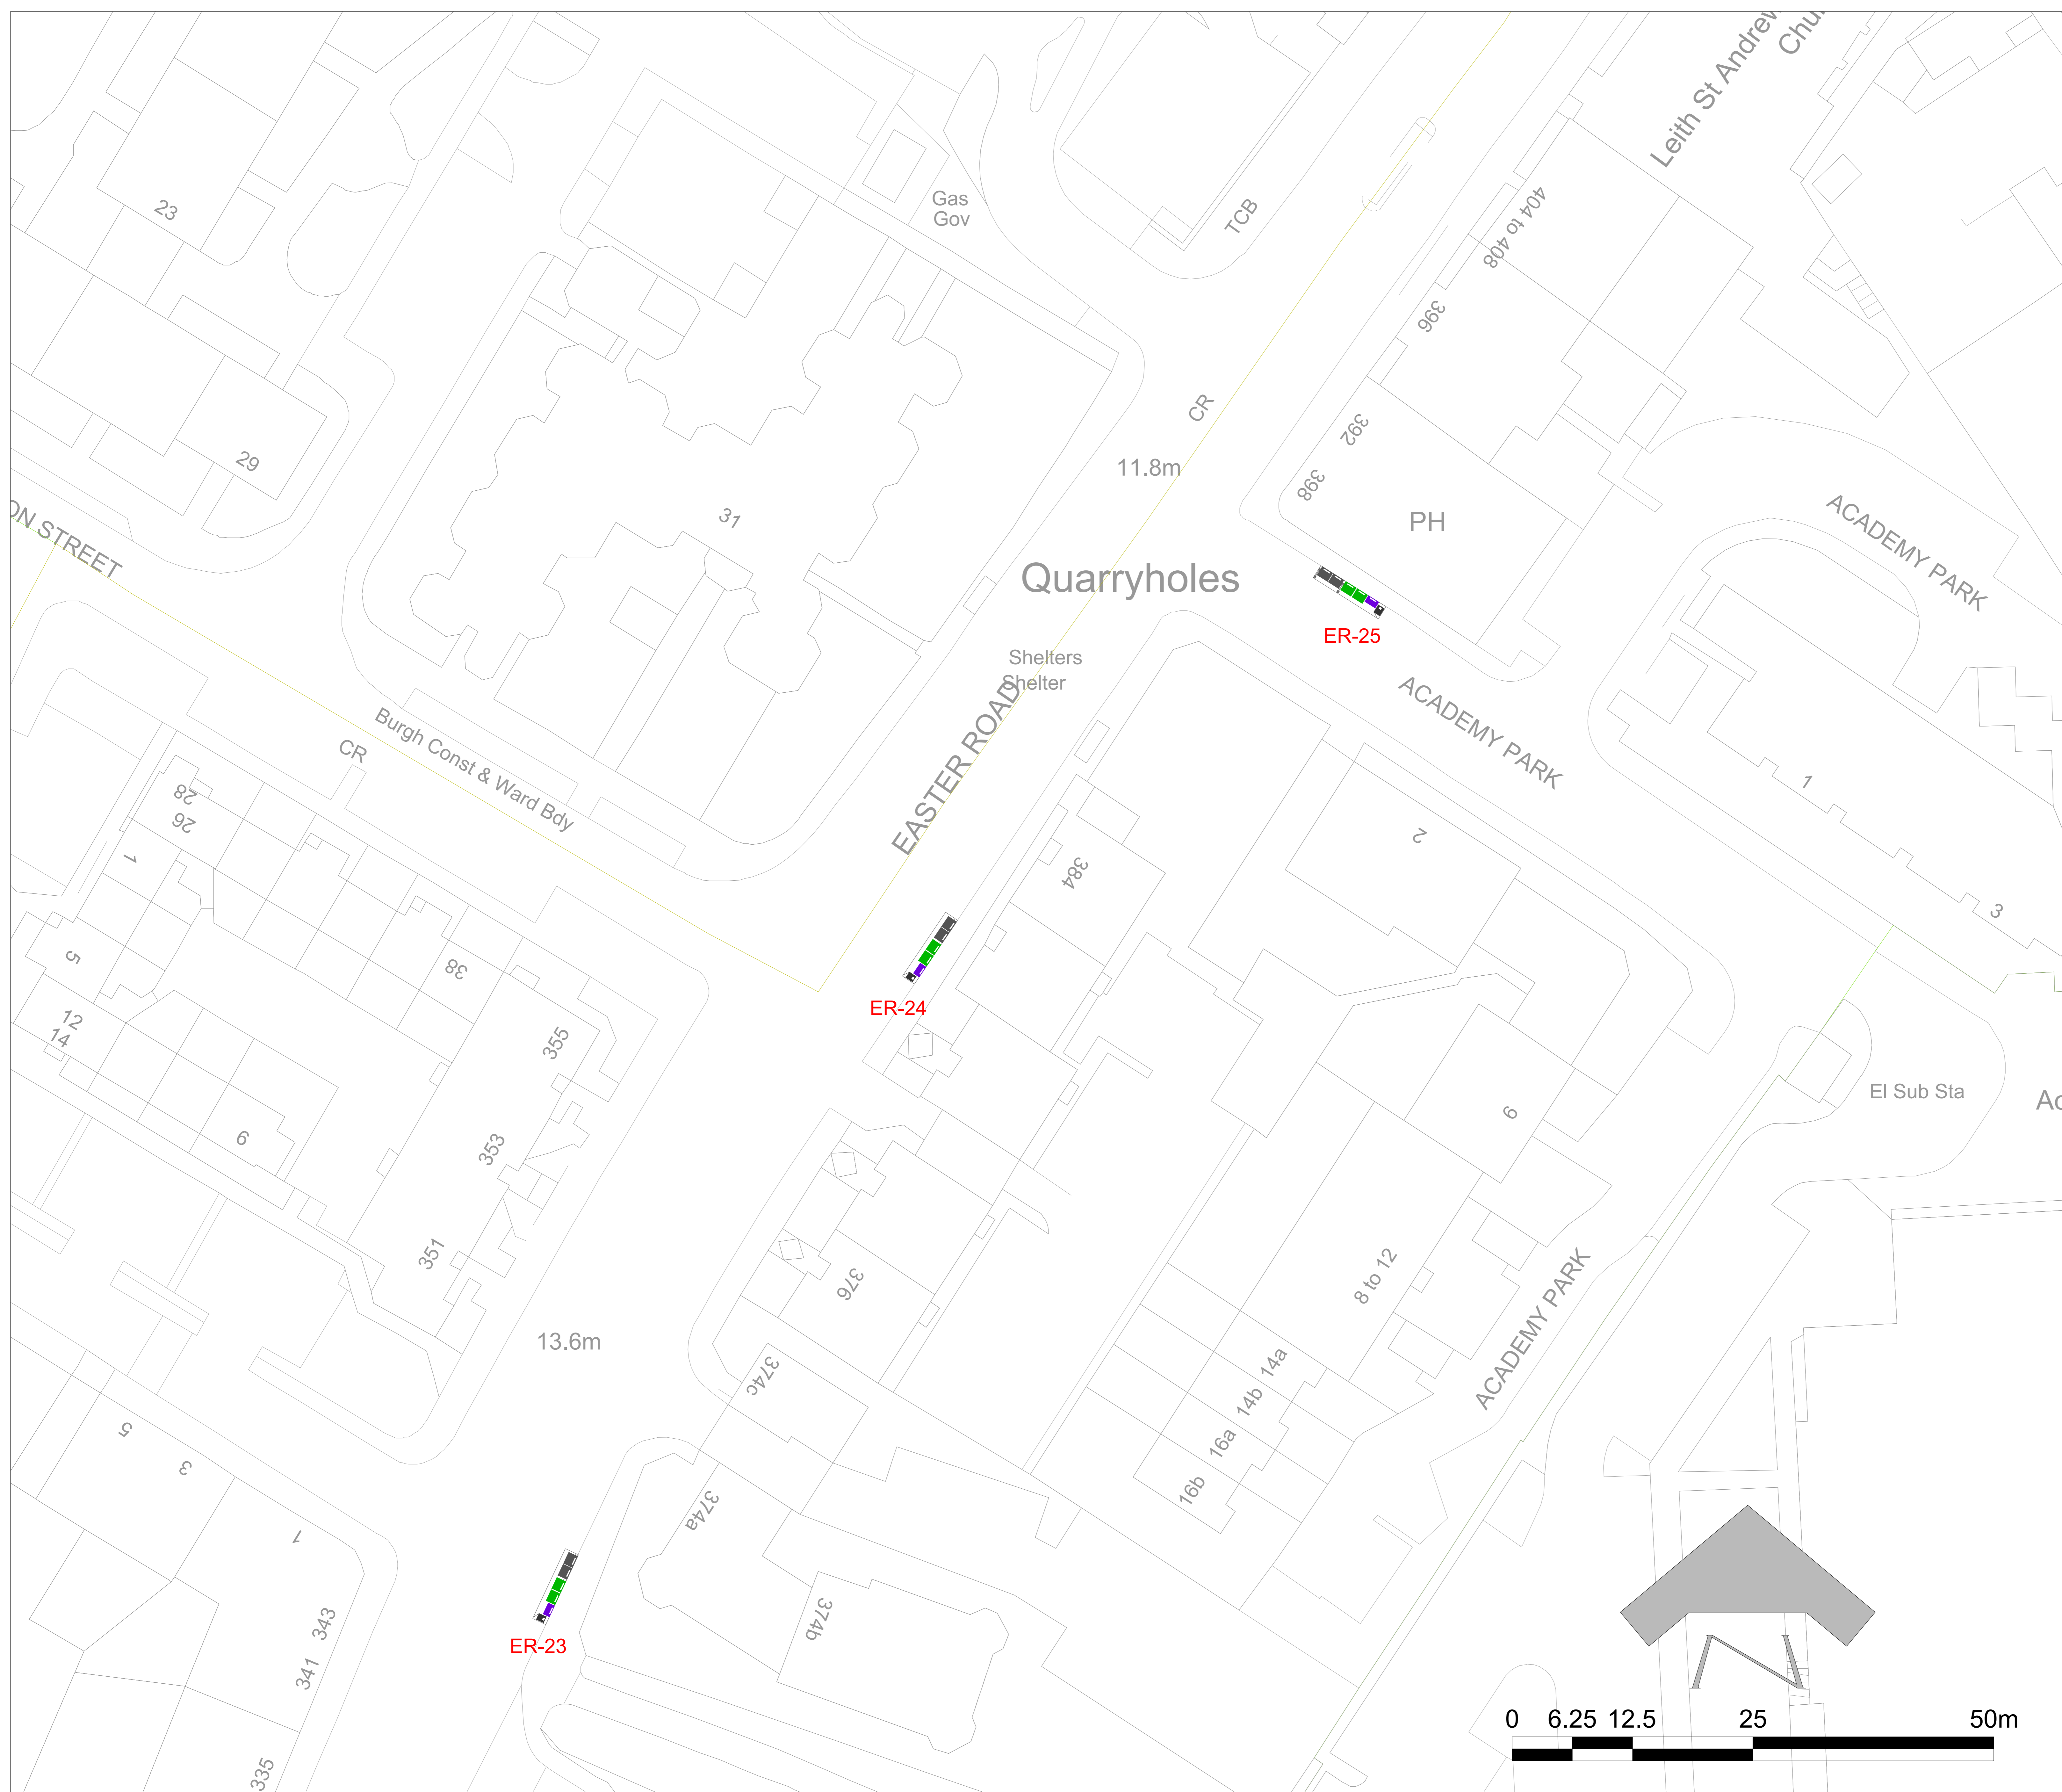 Leith St Andrew
23
Gas
Gov
TCB
404 to 408
396
CR
392
11.8m
398
PH
29
31
ON STREET
ACADEMY PARK
Quarryholes
ER-25
Shelters
Shelter
ACADEMY PARK
EASTER ROAD
Burgh Const & Ward Bdy
CR
28
26
1
1
2
384
3
5
38
ER-24
12
14
355
9
353
6
El Sub Sta
351
376
8 to 12
ACADEMY PARK
13.6m
374c
14a
14b
16a
16b
5
3
1
374a
343
374b
ER-23
341
335
0 6.25 12.5 25 50m